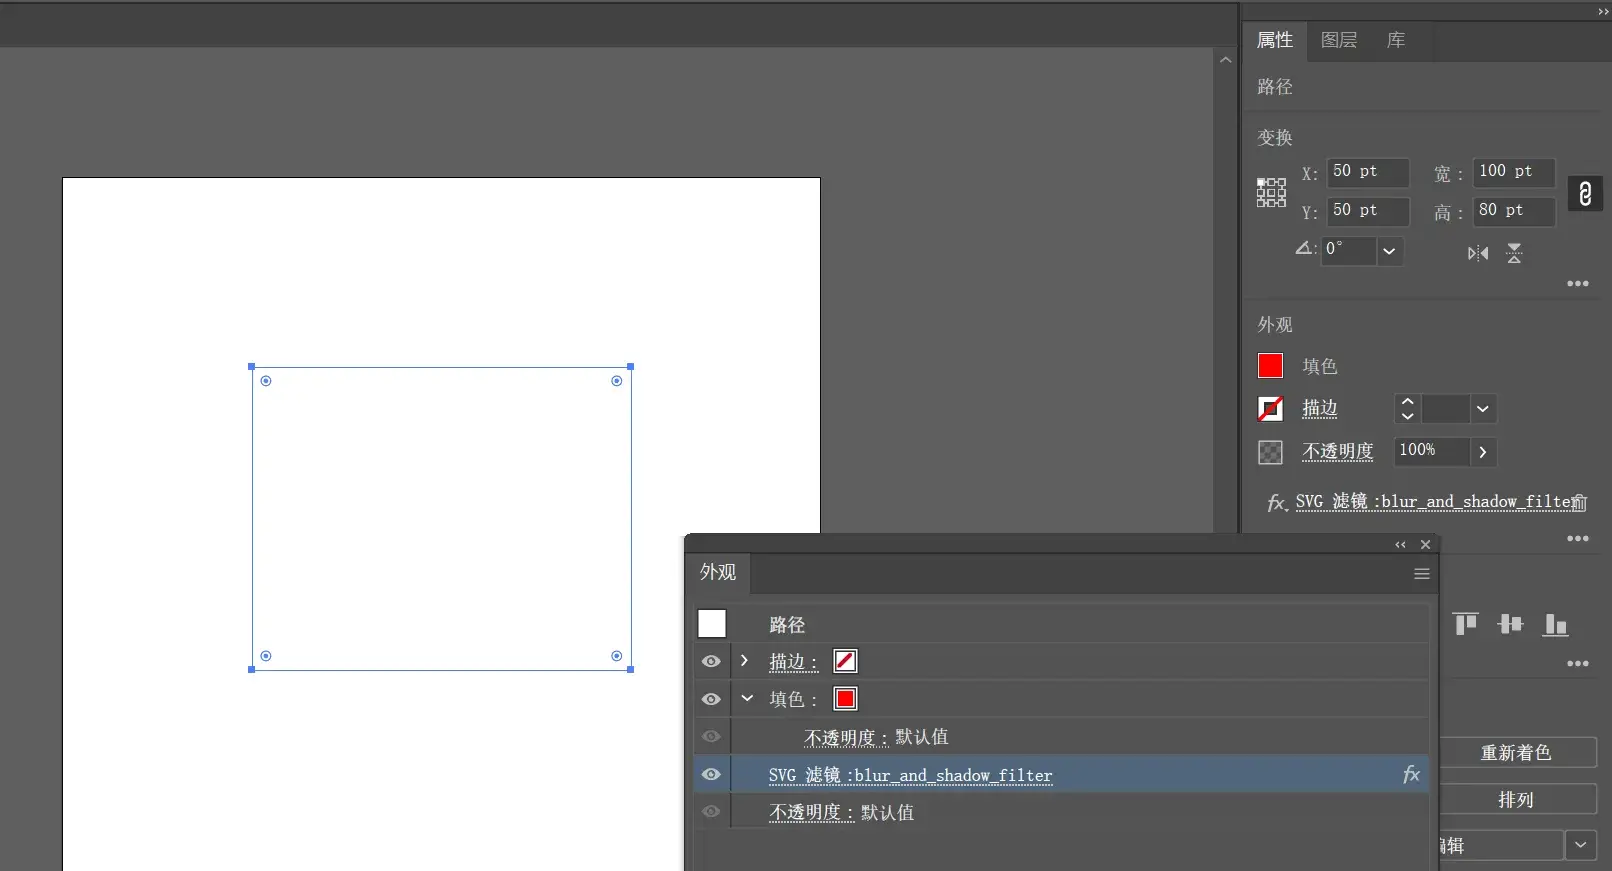 属性 图层 库
路径
变换
X: 50 pt 宽： 100 pt
Y: 50 pt 高： 80 pt
0°
外观
填色
描边
不透明度 100%
fx. SVG 滤镜:blur_and_shadow_filte
外观
路径
描边：
填色：
不透明度：默认值
SVG 滤镜:blur_and_shadow_filter fx
不透明度：默认值
重新着色
排列
编辑